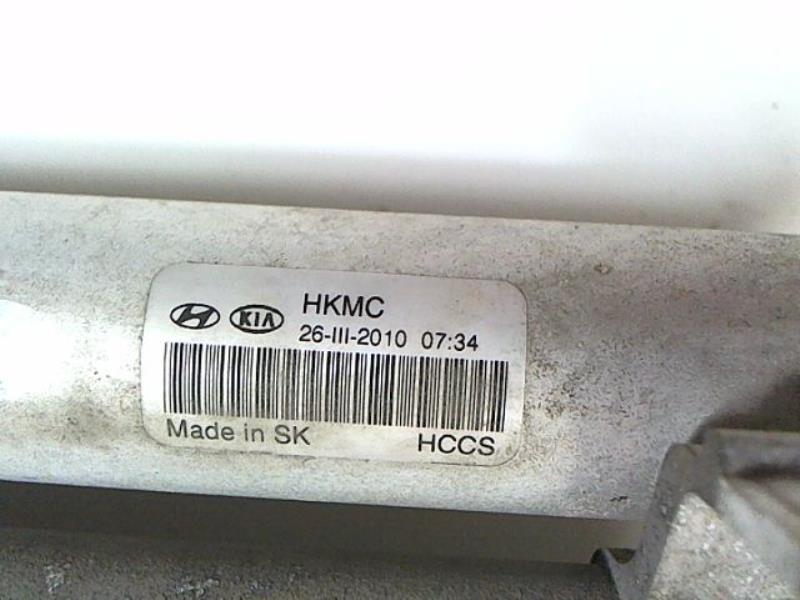 KIA HKMC
26-III-2010 07:34
Made in SK HCCS